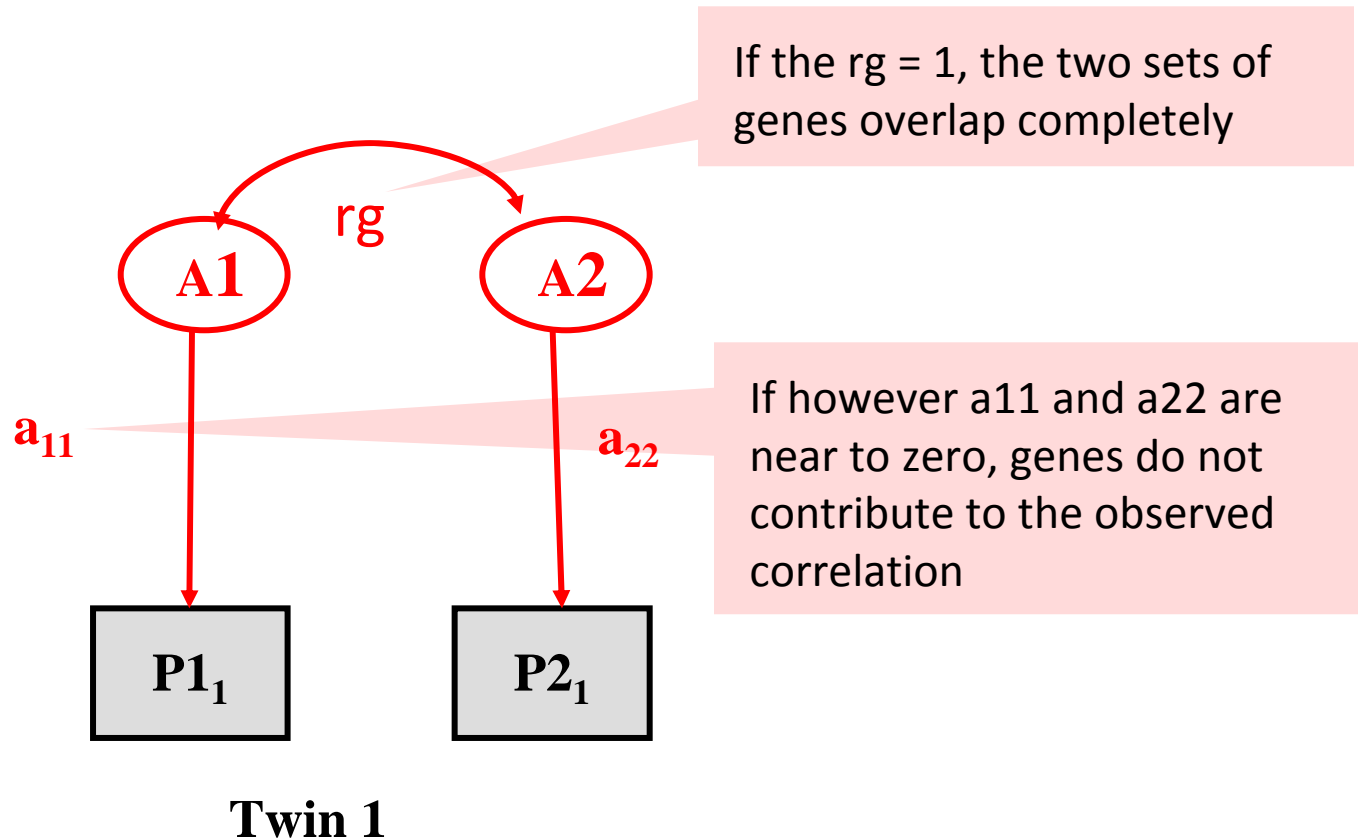 If the rg = 1, the two sets of
genes overlap completely
rg
A1
A2
If however a11 and a22 are
near to zero, genes do not
contribute to the observed
correlation
a₁₁
a₂₂
P1₁
P2₁
Twin 1